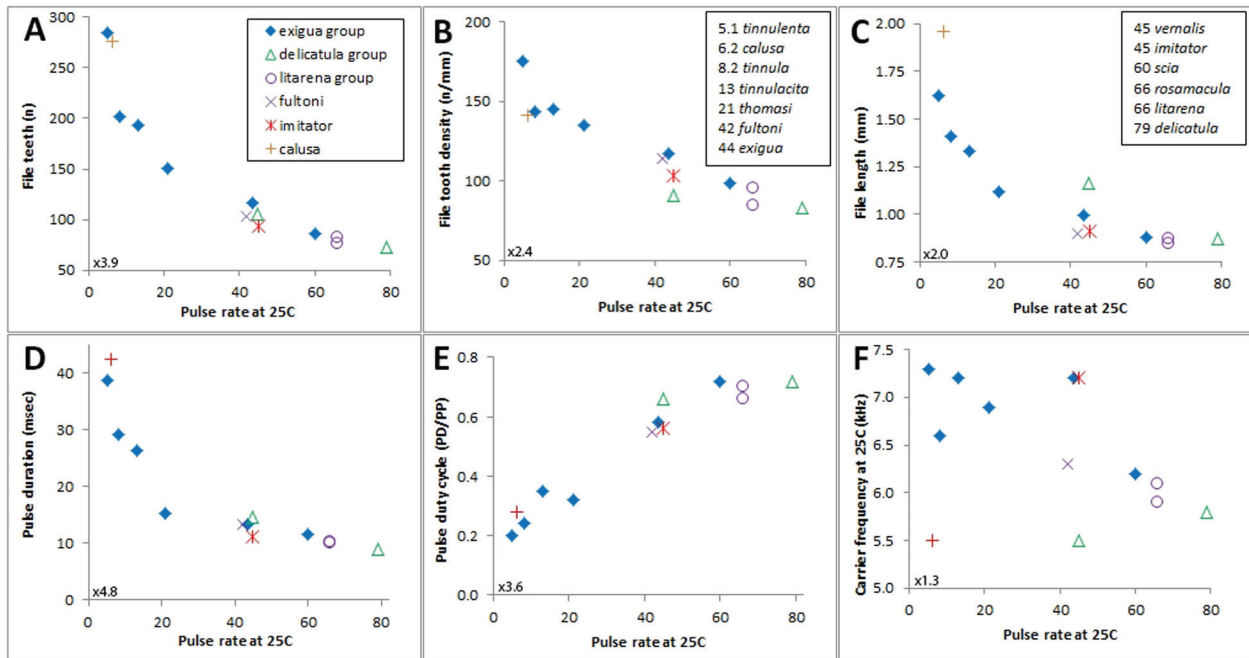 A
File teeth (n)
300
250
200
150
100
50
x3.9
0 20 40 60 80
Pulse rate at 25C
exigua group
delicatula group
litarena group
fultoni
imitator
calusa
B
File tooth density (n/mm)
200
150
100
50
x2.4
0 20 40 60 80
Pulse rate at 25C
5.1 tinnulenta
6.2 calusa
8.2 tinnula
13 tinnulacita
21 thomasi
42 fultoni
44 exigua
C
File length (mm)
2.00
1.75
1.50
1.25
1.00
0.75
x2.0
0 20 40 60 80
Pulse rate at 25C
45 vernalis
45 imitator
60 scia
66 rosamacula
66 litarena
79 delicatula
D
Pulse duration (msec)
40
30
20
10
0
x4.8
0 20 40 60 80
Pulse rate at 25C
E
Pulse duty cycle (PD/PP)
0.8
0.6
0.4
0.2
0.0
x3.6
0 20 40 60 80
Pulse rate at 25C
F
Carrier frequency at 25C (kHz)
7.5
7.0
6.5
6.0
5.5
5.0
x1.3
0 20 40 60 80
Pulse rate at 25C